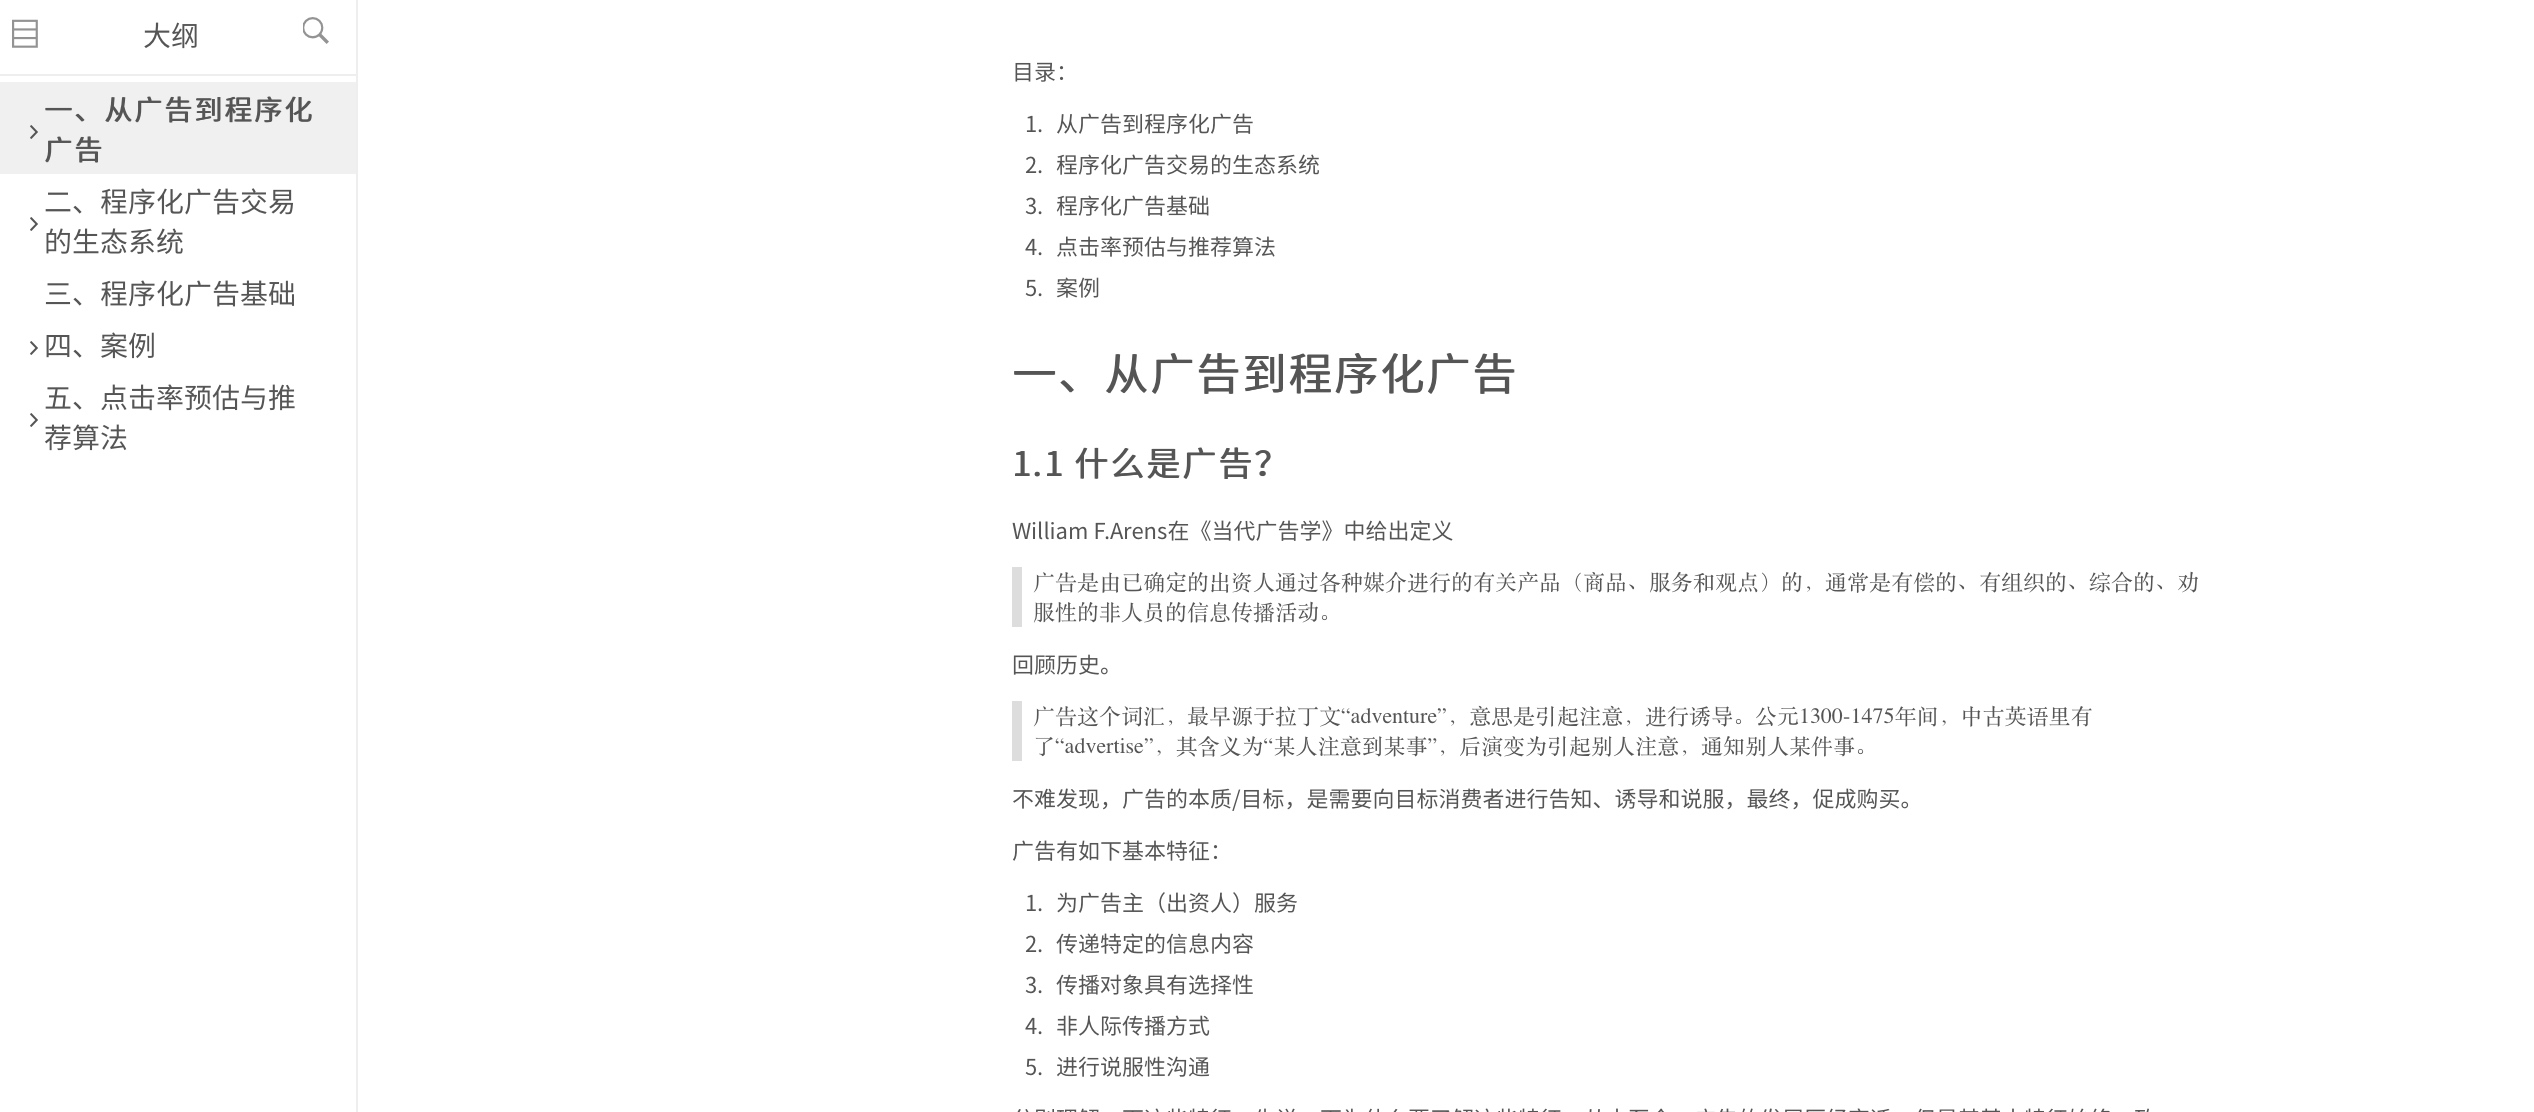 大纲
一、从广告到程序化
广告
二、程序化广告交易
的生态系统
三、程序化广告基础
四、案例
五、点击率预估与推
荐算法
目录：
1. 从广告到程序化广告
2. 程序化广告交易的生态系统
3. 程序化广告基础
4. 点击率预估与推荐算法
5. 案例
一、从广告到程序化广告
1.1 什么是广告？
William F.Arens在《当代广告学》中给出定义
广告是由已确定的出资人通过各种媒介进行的有关产品（商品、服务和观点）的，通常是有偿的、有组织的、综合的、劝
服性的非人员的信息传播活动。
回顾历史。
广告这个词汇，最早源于拉丁文“adventure”，意思是引起注意，进行诱导。公元1300-1475年间，中古英语里有
了“advertise”，其含义为“某人注意到某事”，后演变为引起别人注意，通知别人某件事。
不难发现，广告的本质/目标，是需要向目标消费者进行告知、诱导和说服，最终，促成购买。
广告有如下基本特征：
1. 为广告主（出资人）服务
2. 传递特定的信息内容
3. 传播对象具有选择性
4. 非人际传播方式
5. 进行说服性沟通